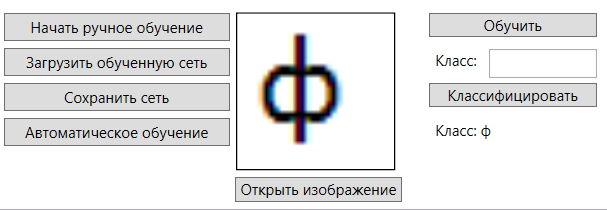 Начать ручное обучение
Загрузить обученную сеть
Сохранить сеть
Автоматическое обучение
ф
Открыть изображение
Обучить
Класс:
Классифицировать
Класс: ф